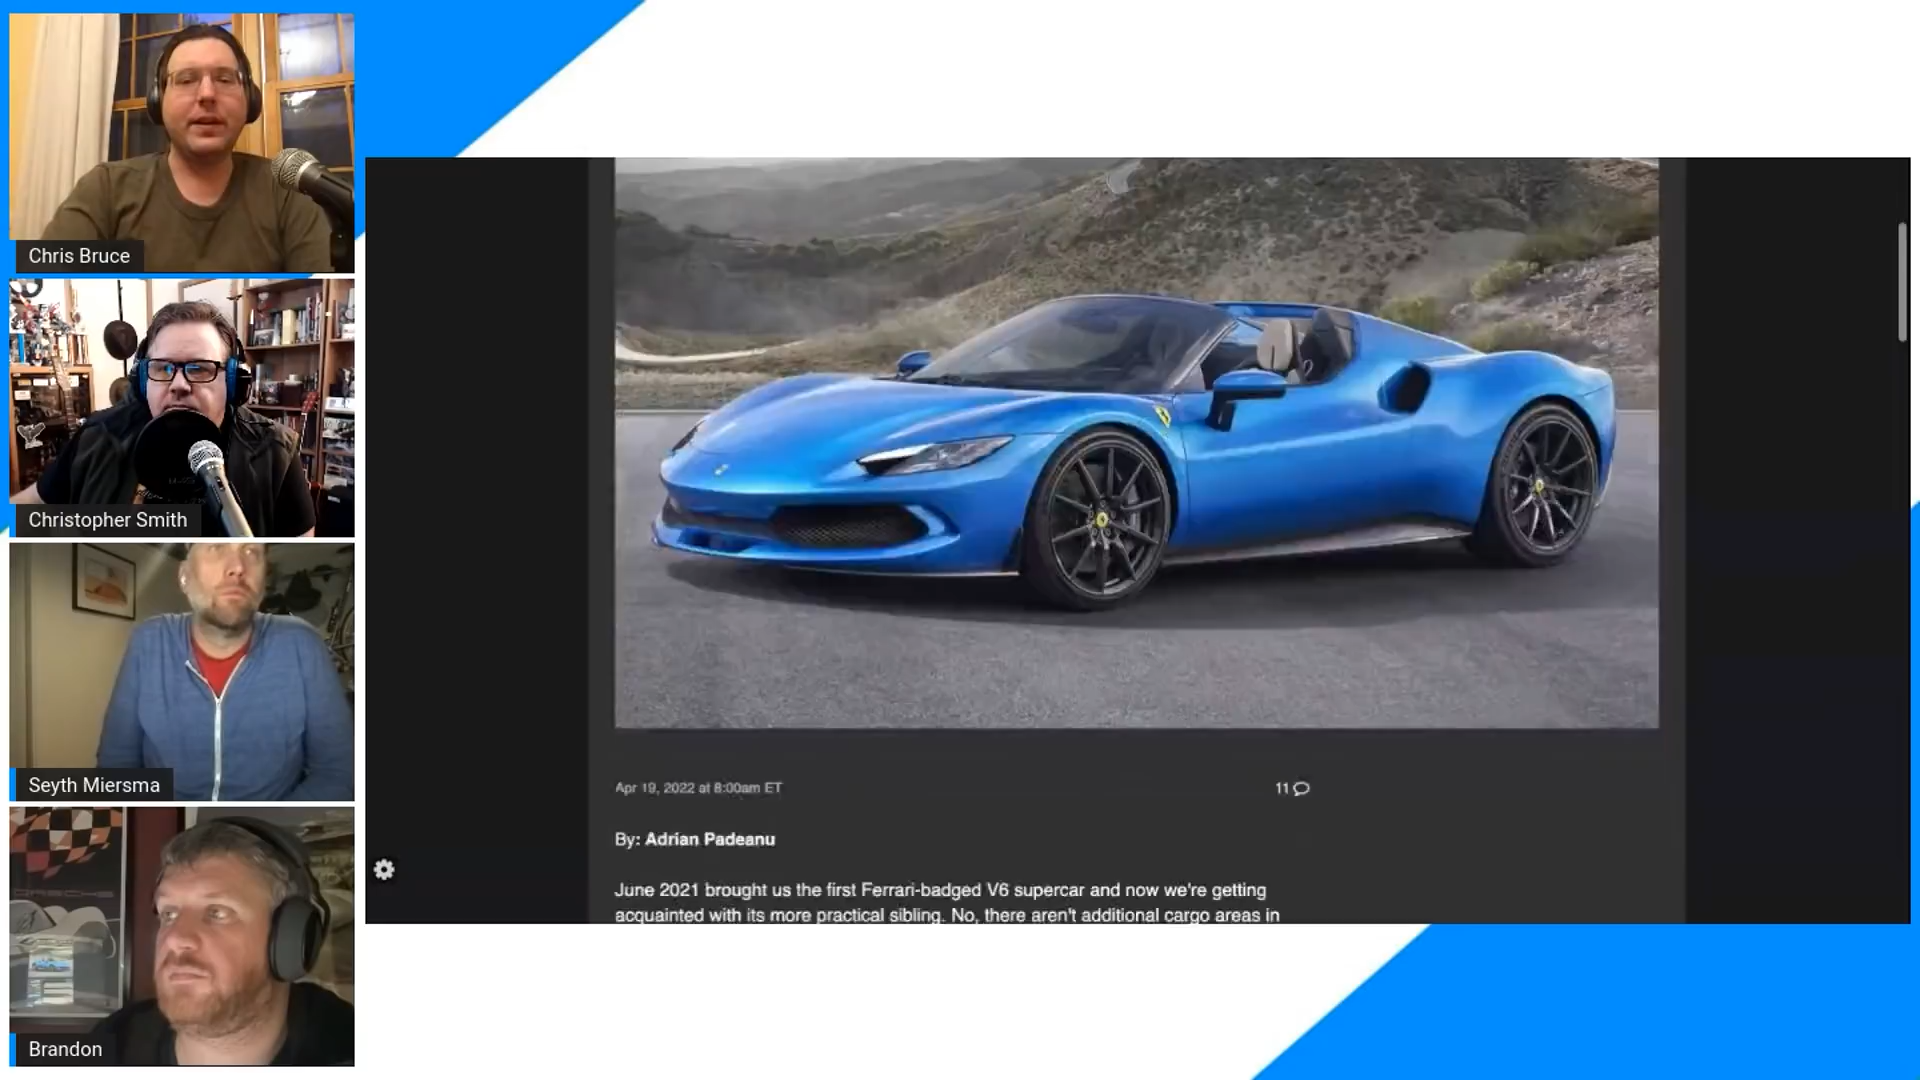 Chris Bruce
Christopher Smith
Seyth Miersma
PORSCHE
Brandon
Apr 19, 2022 at 8:00am ET
11
By: Adrian Padeanu
June 2021 brought us the first Ferrari-badged V6 supercar and now we're getting
acquainted with its more practical sibling. No, there aren't additional cargo areas in